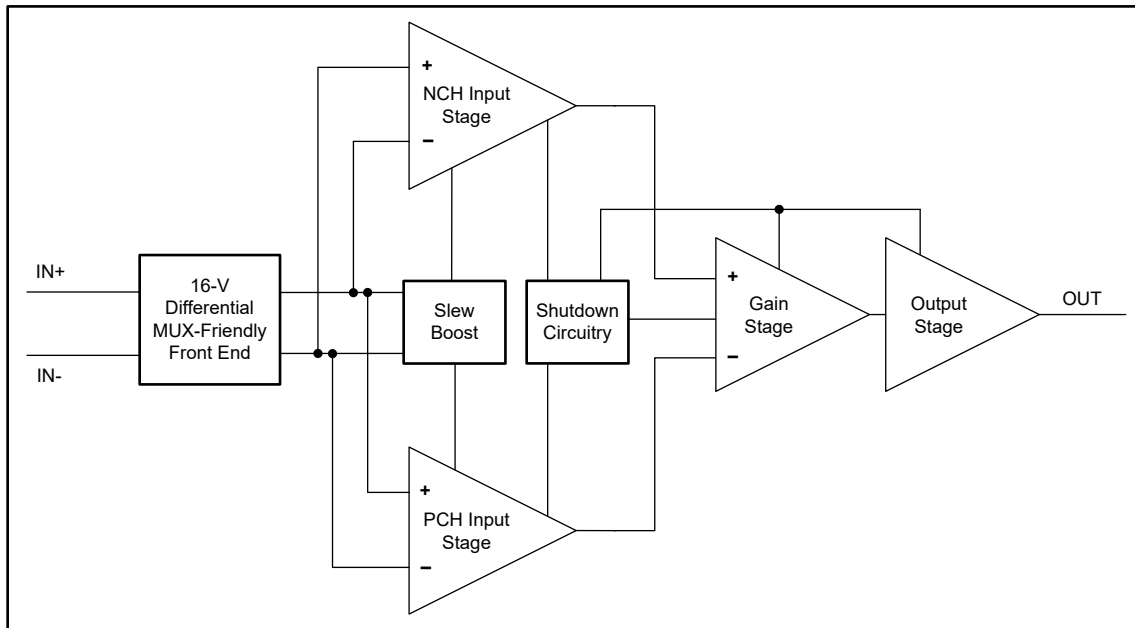 +
NCH Input
Stage
−
IN+
IN-
16-V
Differential
MUX-Friendly
Front End
Slew
Boost
Shutdown
Circuitry
+
Gain
Stage
−
Output
Stage
OUT
+
PCH Input
Stage
−